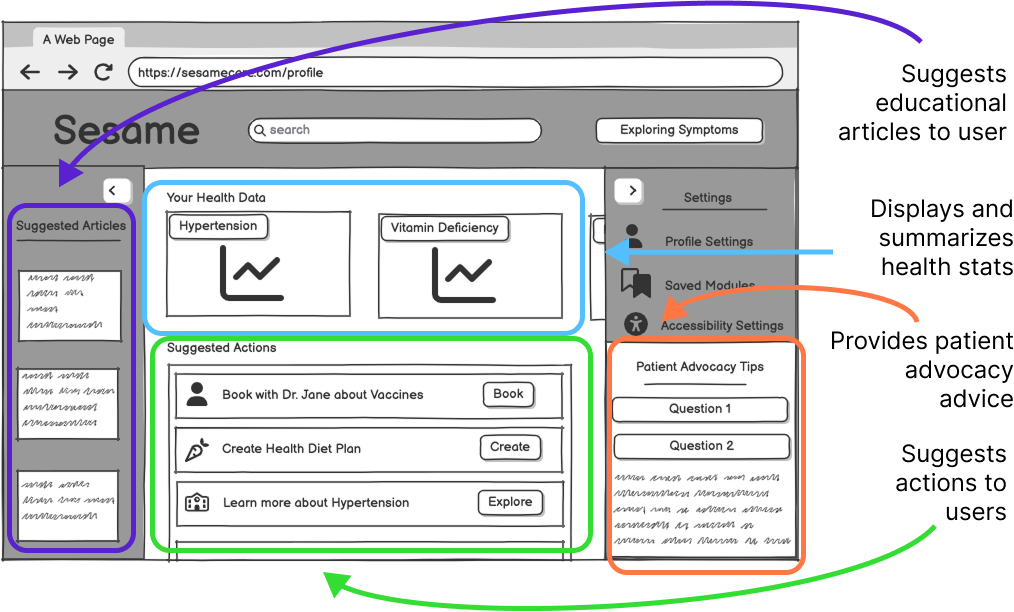 A Web Page
https://sesamecare.com/profile
Sesame
search
Exploring Symptoms
Suggests
educational
articles to user
Suggested Articles
Your Health Data
Hypertension
Vitamin Deficiency
Settings
Profile Settings
Saved Modules
Accessibility Settings
Displays and
summarizes
health stats
Suggested Actions
Book with Dr. Jane about Vaccines
Book
Create Health Diet Plan
Create
Learn more about Hypertension
Explore
Patient Advocacy Tips
Question 1
Question 2
Provides patient
advocacy
advice
Suggests
actions to
users